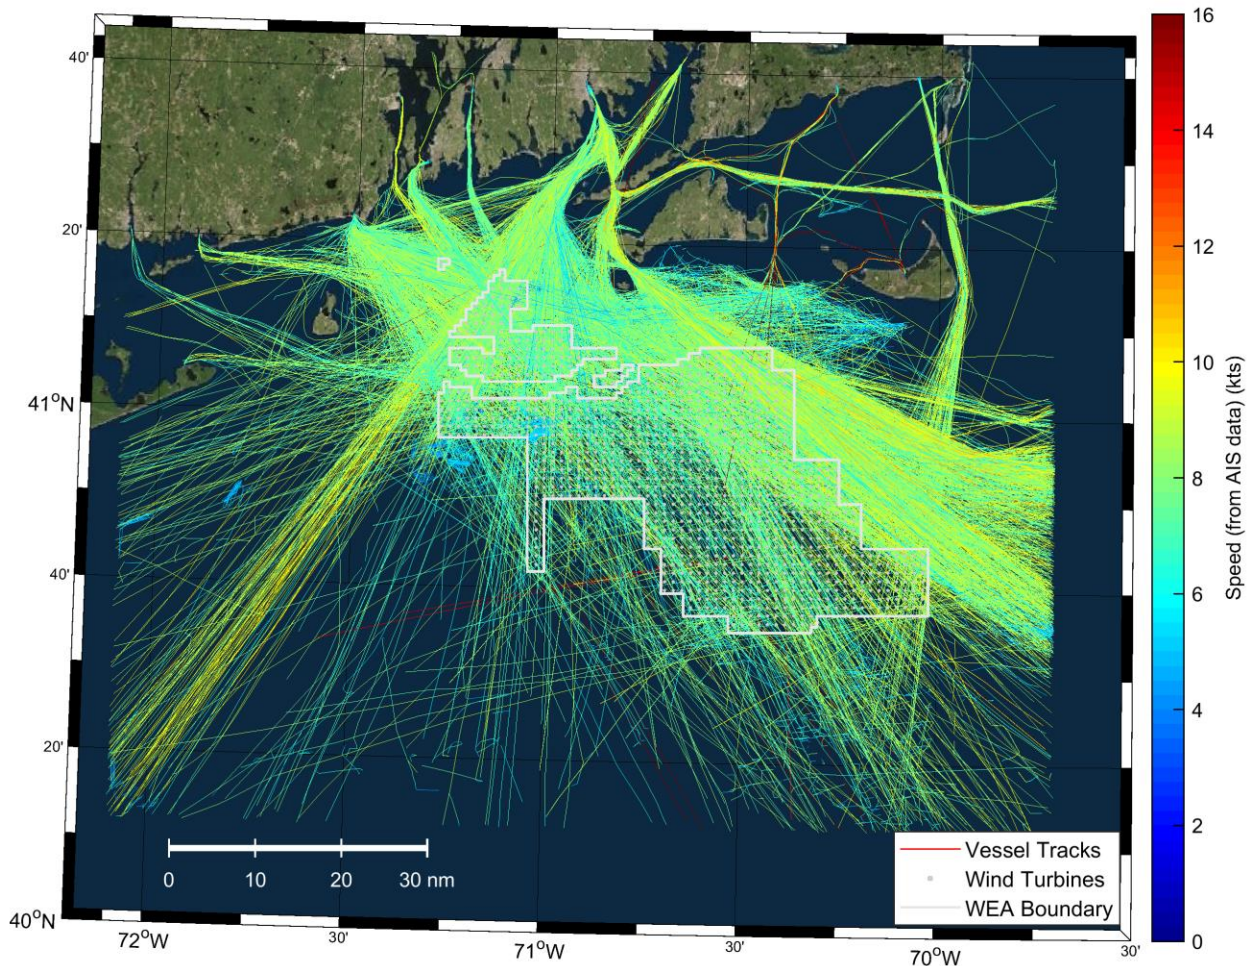 40'
20'
41°N
40'
20'
40°N
72°W
30'
71°W
30'
70°W
30'
0 10 20 30 nm
Vessel Tracks
Wind Turbines
WEA Boundary
16
14
12
10
8
6
4
2
0
Speed (from AIS data) (kts)